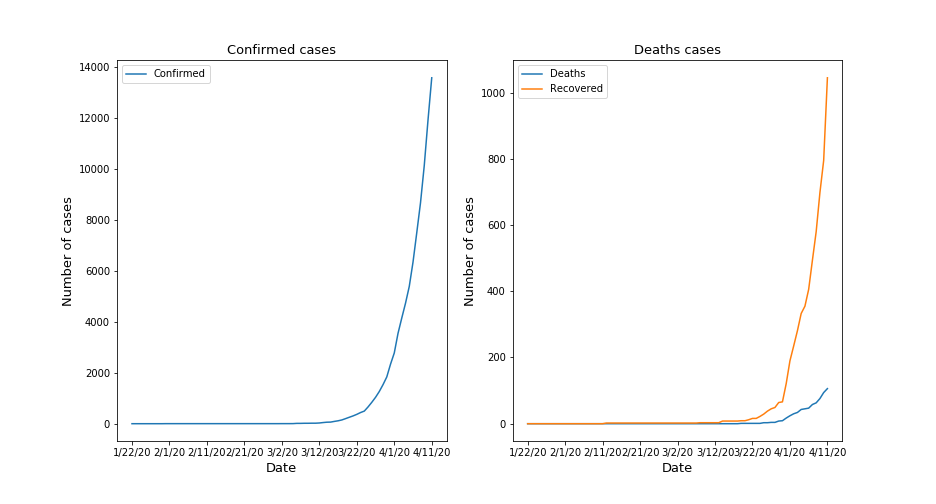 Confirmed cases
Confirmed
14000
12000
10000
8000
6000
4000
2000
0
Number of cases
1/22/20 2/1/20 2/11/20 2/21/20 3/2/20 3/12/20 3/22/20 4/1/20 4/11/20
Date
Deaths cases
Deaths
Recovered
1000
800
600
400
200
0
Number of cases
1/22/20 2/1/20 2/11/20 2/21/20 3/2/20 3/12/20 3/22/20 4/1/20 4/11/20
Date